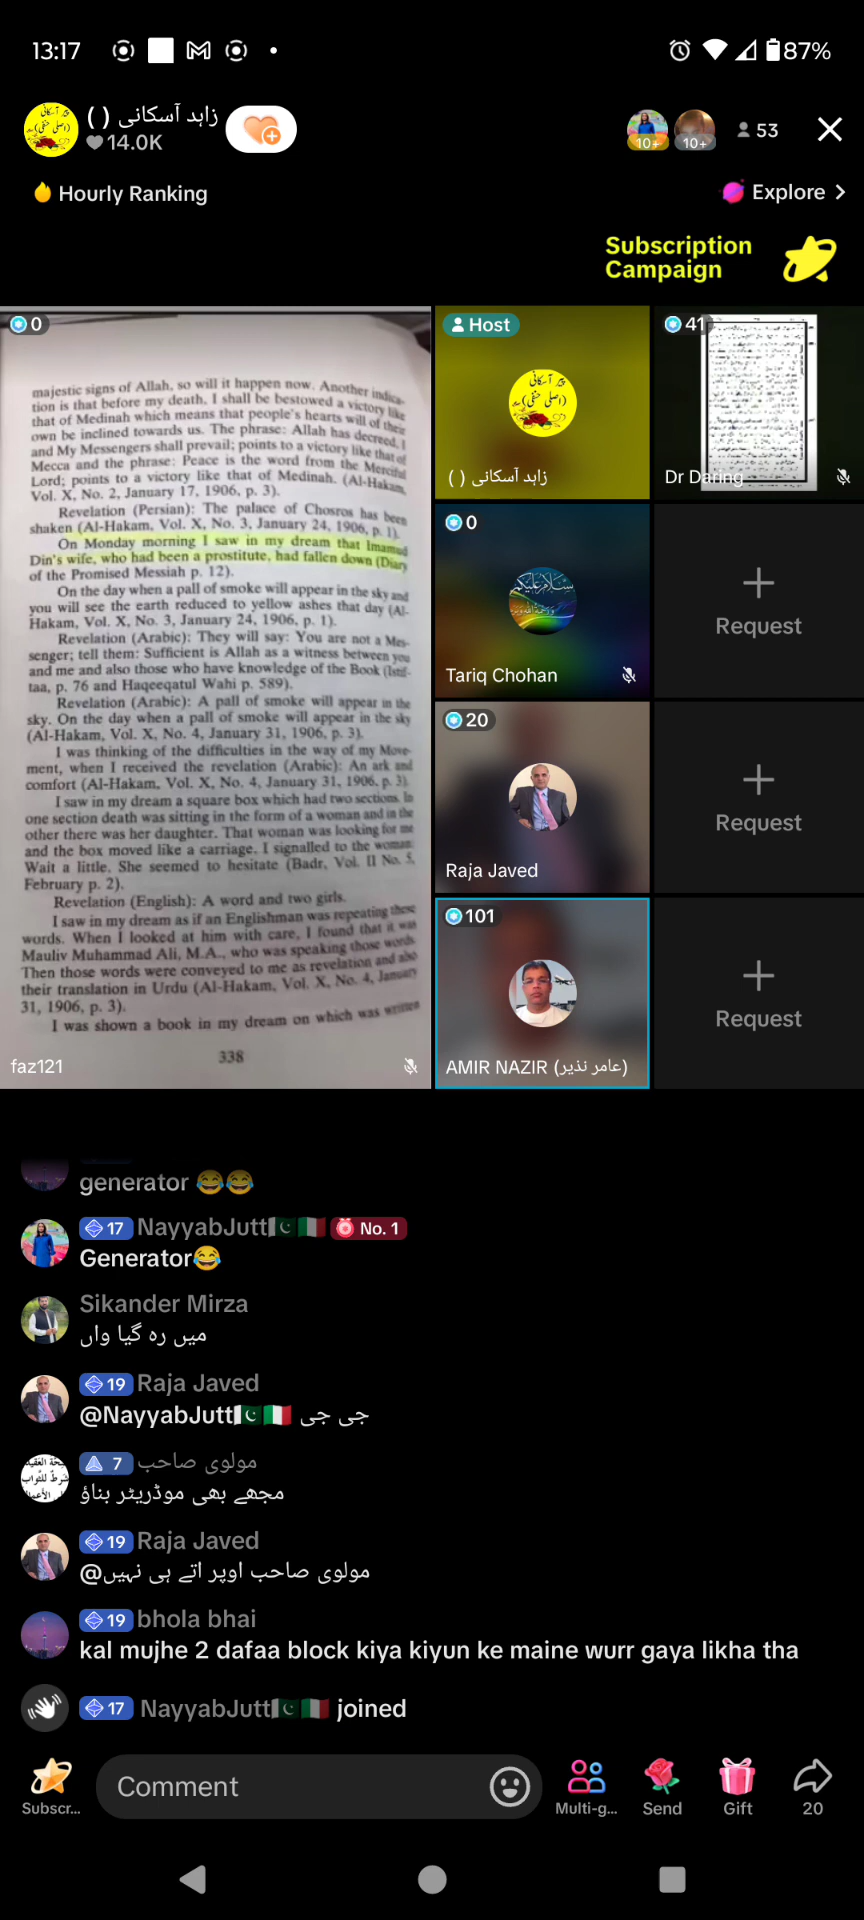 13:17
87%
زاہد آسکانی ( )
14.0K
10+
10+
53
Hourly Ranking
Explore
Subscription
Campaign
0
majestic signs of Allah, so will it happen now. Another indica-
tion is that before my death, I shall be bestowed a victory like
that of Medinah which means that people's hearts will of their
own be inclined towards us. The phrase: Allah has decreed, I
and My Messengers shall prevail; points to a victory like that of
Mecca and the phrase: Peace is the word from the Merciful
Lord; points to a victory like that of Medinah. (Al-Hakam,
Vol. X, No. 2, January 17, 1906, p. 3).
Revelation (Persian): The palace of Chosros has been
shaken (Al-Hakam, Vol. X, No. 3, January 24, 1906, p. 1).
On Monday morning I saw in my dream that Imamud
Din's wife, who had been a prostitute, had fallen down (Diary
of the Promised Messiah p. 12).
On the day when a pall of smoke will appear in the sky and
you will see the earth reduced to yellow ashes that day (Al-
Hakam, Vol. X, No. 3, January 24, 1906, p. 1).
Revelation (Arabic): They will say: You are not a Mes-
senger; tell them: Sufficient is Allah as a witness between you
and me and also those who have knowledge of the Book (Istif-
taa, p. 76 and Haqeeqatul Wahi p. 589).
Revelation (Arabic): A pall of smoke will appear in the
sky. On the day when a pall of smoke will appear in the sky
(Al-Hakam, Vol. X, No. 4, January 31, 1906, p. 3).
I was thinking of the difficulties in the way of my Move-
ment, when I received the revelation (Arabic): An ark and
comfort (Al-Hakam, Vol. X, No. 4, January 31, 1906, p. 3).
I saw in my dream a square box which had two sections. In
one section death was sitting in the form of a woman and in the
other there was her daughter. That woman was looking for me
and the box moved like a carriage. I signalled to the woman:
Wait a little. She seemed to hesitate (Badr, Vol. II No. 5,
February p. 2).
Revelation (English): A word and two girls.
I saw in my dream as if an Englishman was repeating these
words. When I looked at him with care, I found that it was
Mauliv Muhammad Ali, M.A., who was speaking those words.
Then those words were conveyed to me as revelation and also
their translation in Urdu (Al-Hakam, Vol. X, No. 4, January
31, 1906, p. 3).
I was shown a book in my dream on which was written
338
faz121
Host
پیر آسکانی
(اصلی حنفی)
زاہد آسکانی ( )
41
Dr Daring
0
Tariq Chohan
Request
20
Raja Javed
Request
101
AMIR NAZIR (عامر نذیر)
Request
generator 😂😂
17 NayyabJutt🇵🇰🇮🇹 No. 1
Generator😂
Sikander Mirza
میں رہ گیا واں
19 Raja Javed
@NayyabJutt🇵🇰🇮🇹 جی جی
7 مولوی صاحب
مجھے بھی موڈریٹر بناؤ
19 Raja Javed
@مولوی صاحب اوپر اتے ہی نہیں
19 bhola bhai
kal mujhe 2 dafaa block kiya kiyun ke maine wurr gaya likha tha
17 NayyabJutt🇵🇰🇮🇹 joined
Comment
Subscr...
Multi-g...
Send
Gift
20